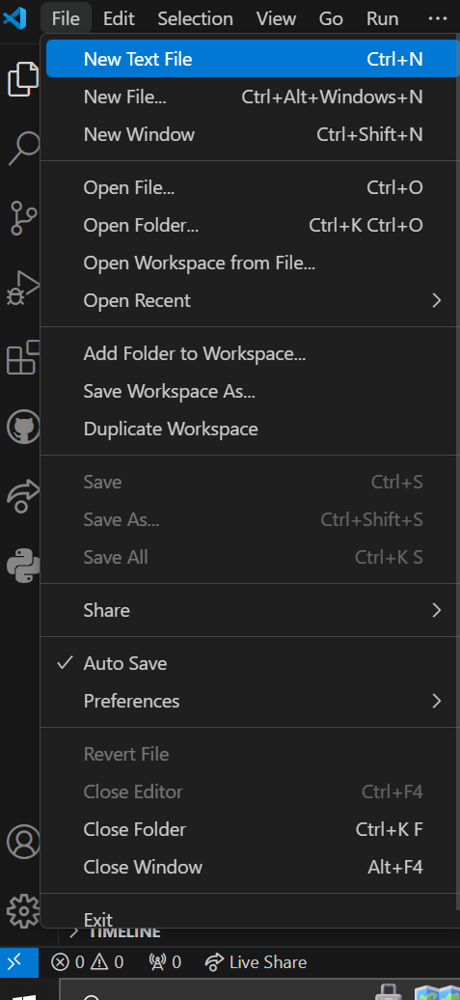 File Edit Selection View Go Run ...
New Text File Ctrl+N
New File... Ctrl+Alt+Windows+N
New Window Ctrl+Shift+N
Open File... Ctrl+O
Open Folder... Ctrl+K Ctrl+O
Open Workspace from File...
Open Recent
Add Folder to Workspace...
Save Workspace As...
Duplicate Workspace
Save Ctrl+S
Save As... Ctrl+Shift+S
Save All Ctrl+K S
Share
Auto Save
Preferences
Revert File
Close Editor Ctrl+F4
Close Folder Ctrl+K F
Close Window Alt+F4
Exit
TIMELINE
0 0 0 Live Share